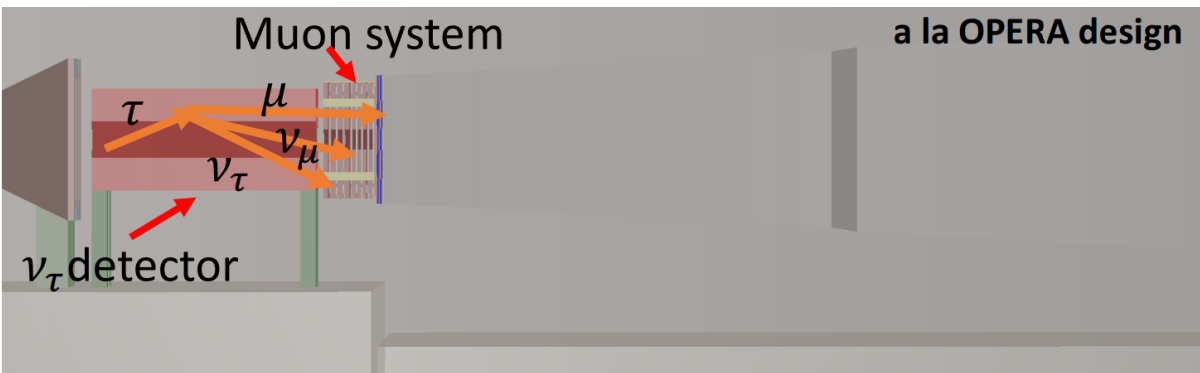 Muon system
a la OPERA design
τ
μ
ν_μ
ν_τ
ν_τ detector